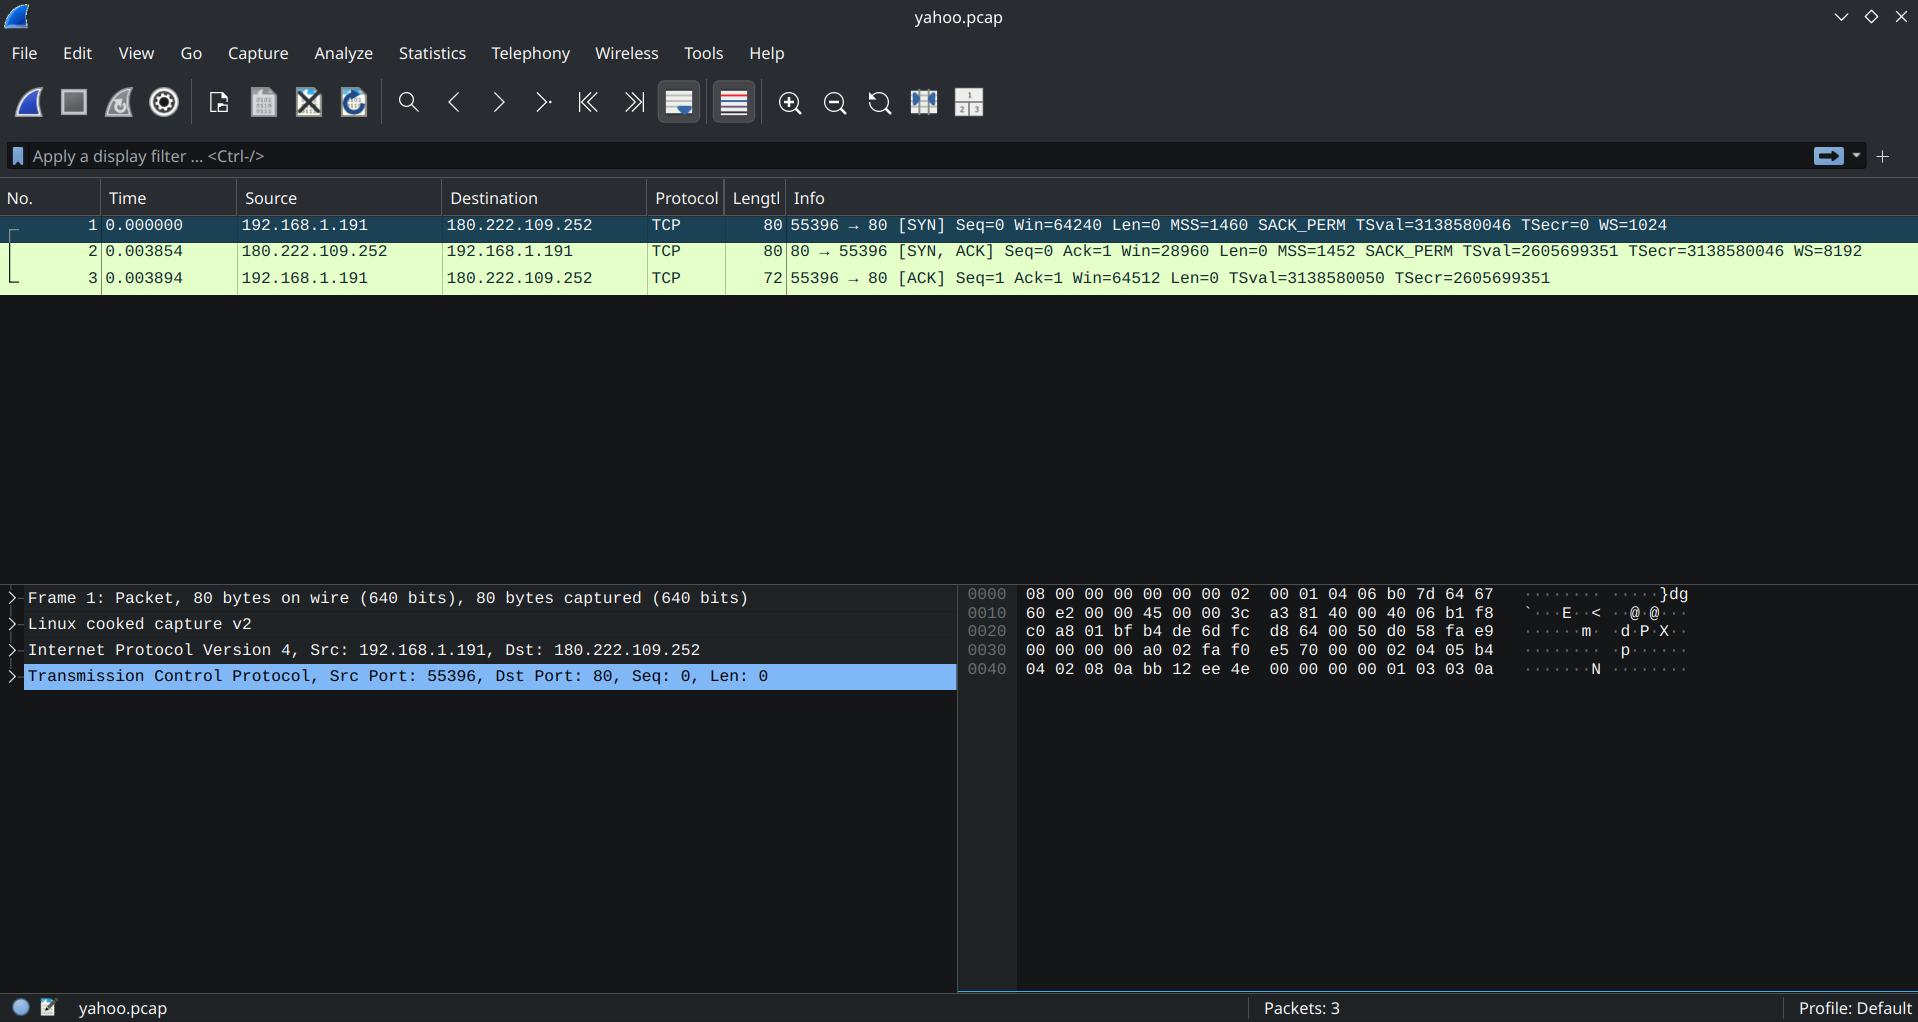 yahoo.pcap
File Edit View Go Capture Analyze Statistics Telephony Wireless Tools Help
Apply a display filter ... <Ctrl-/>
No. Time Source Destination Protocol Length Info
1 0.000000 192.168.1.191 180.222.109.252 TCP 80 55396 → 80 [SYN] Seq=0 Win=64240 Len=0 MSS=1460 SACK_PERM TSval=3138580046 TSecr=0 WS=1024
2 0.003854 180.222.109.252 192.168.1.191 TCP 80 80 → 55396 [SYN, ACK] Seq=0 Ack=1 Win=28960 Len=0 MSS=1452 SACK_PERM TSval=2605699351 TSecr=3138580046 WS=8192
3 0.003894 192.168.1.191 180.222.109.252 TCP 72 55396 → 80 [ACK] Seq=1 Ack=1 Win=64512 Len=0 TSval=3138580050 TSecr=2605699351
Frame 1: Packet, 80 bytes on wire (640 bits), 80 bytes captured (640 bits)
Linux cooked capture v2
Internet Protocol Version 4, Src: 192.168.1.191, Dst: 180.222.109.252
Transmission Control Protocol, Src Port: 55396, Dst Port: 80, Seq: 0, Len: 0
0000 08 00 00 00 00 00 00 02 00 01 04 06 b0 7d 64 67 ········ ·····}dg
0010 60 e2 00 00 45 00 00 3c a3 81 40 00 40 06 b1 f8 `···E··< ··@·@···
0020 c0 a8 01 bf b4 de 6d fc d8 64 00 50 d0 58 fa e9 ······m· ·d·P·X··
0030 00 00 00 00 a0 02 fa f0 e5 70 00 00 02 04 05 b4 ········ ·p······
0040 04 02 08 0a bb 12 ee 4e 00 00 00 00 01 03 03 0a ·······N ········
yahoo.pcap Packets: 3 Profile: Default